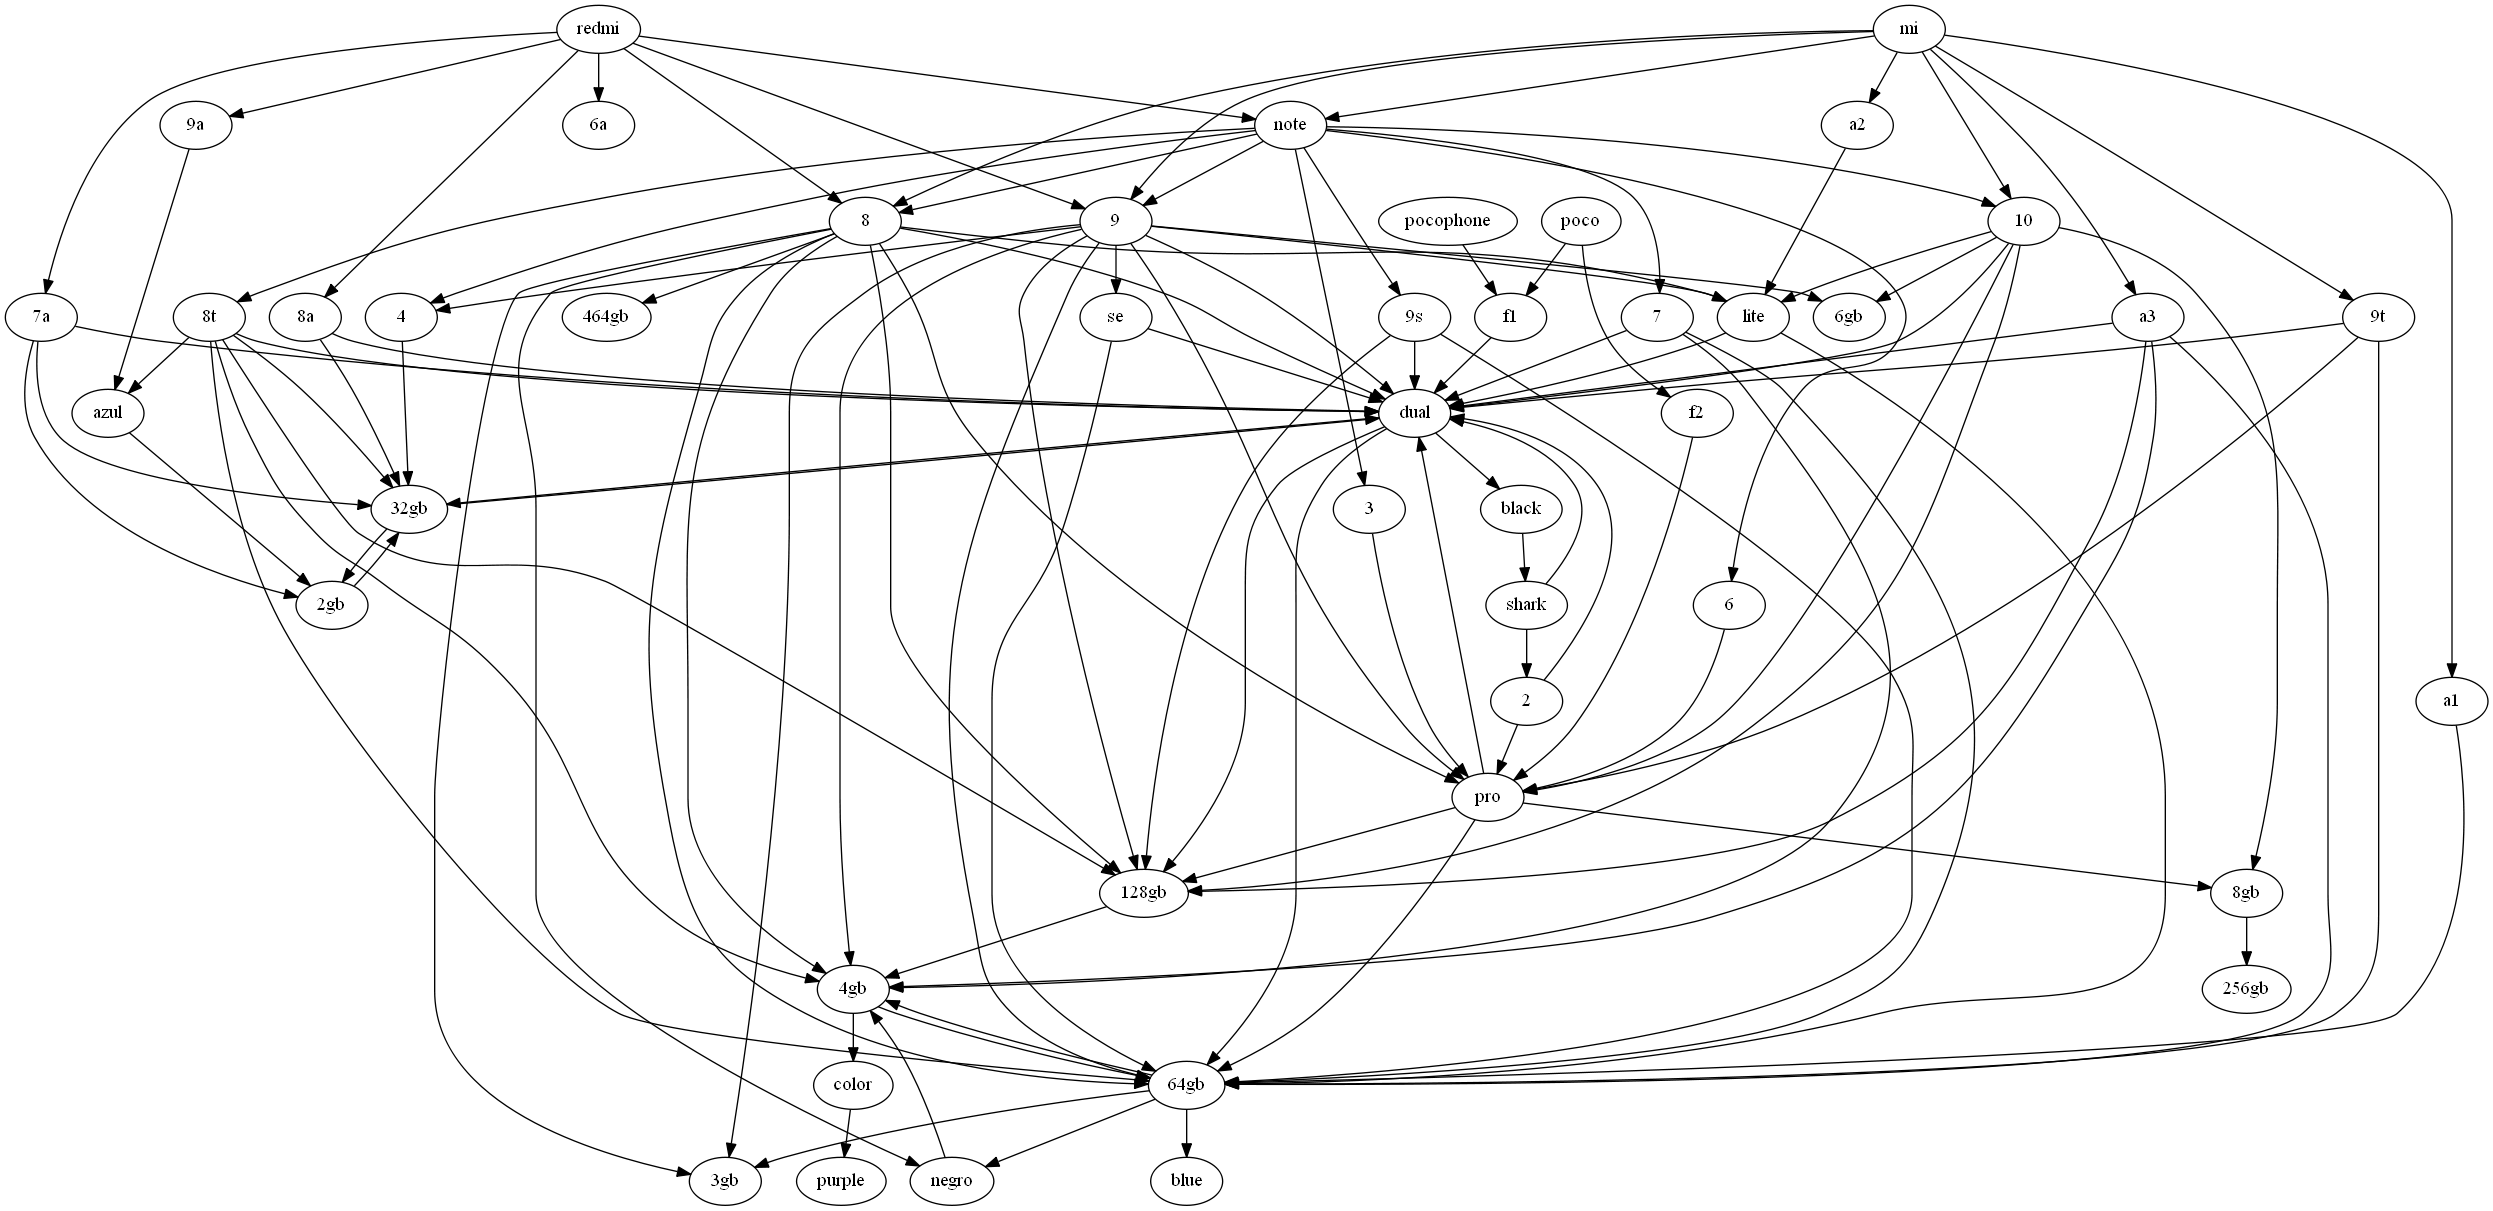 redmi
mi
9a
6a
note
a2
8
9
pocophone
poco
10
7a
8t
8a
4
464gb
se
9s
f1
7
lite
6gb
a3
9t
azul
dual
f2
32gb
3
black
2gb
shark
6
2
a1
pro
128gb
8gb
4gb
256gb
color
64gb
3gb
purple
negro
blue